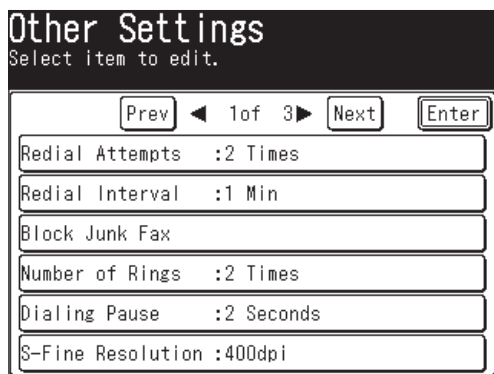 Other Settings
Select item to edit.
Prev ◀ 1of 3▶ Next Enter
Redial Attempts :2 Times
Redial Interval :1 Min
Block Junk Fax
Number of Rings :2 Times
Dialing Pause :2 Seconds
S-Fine Resolution :400dpi